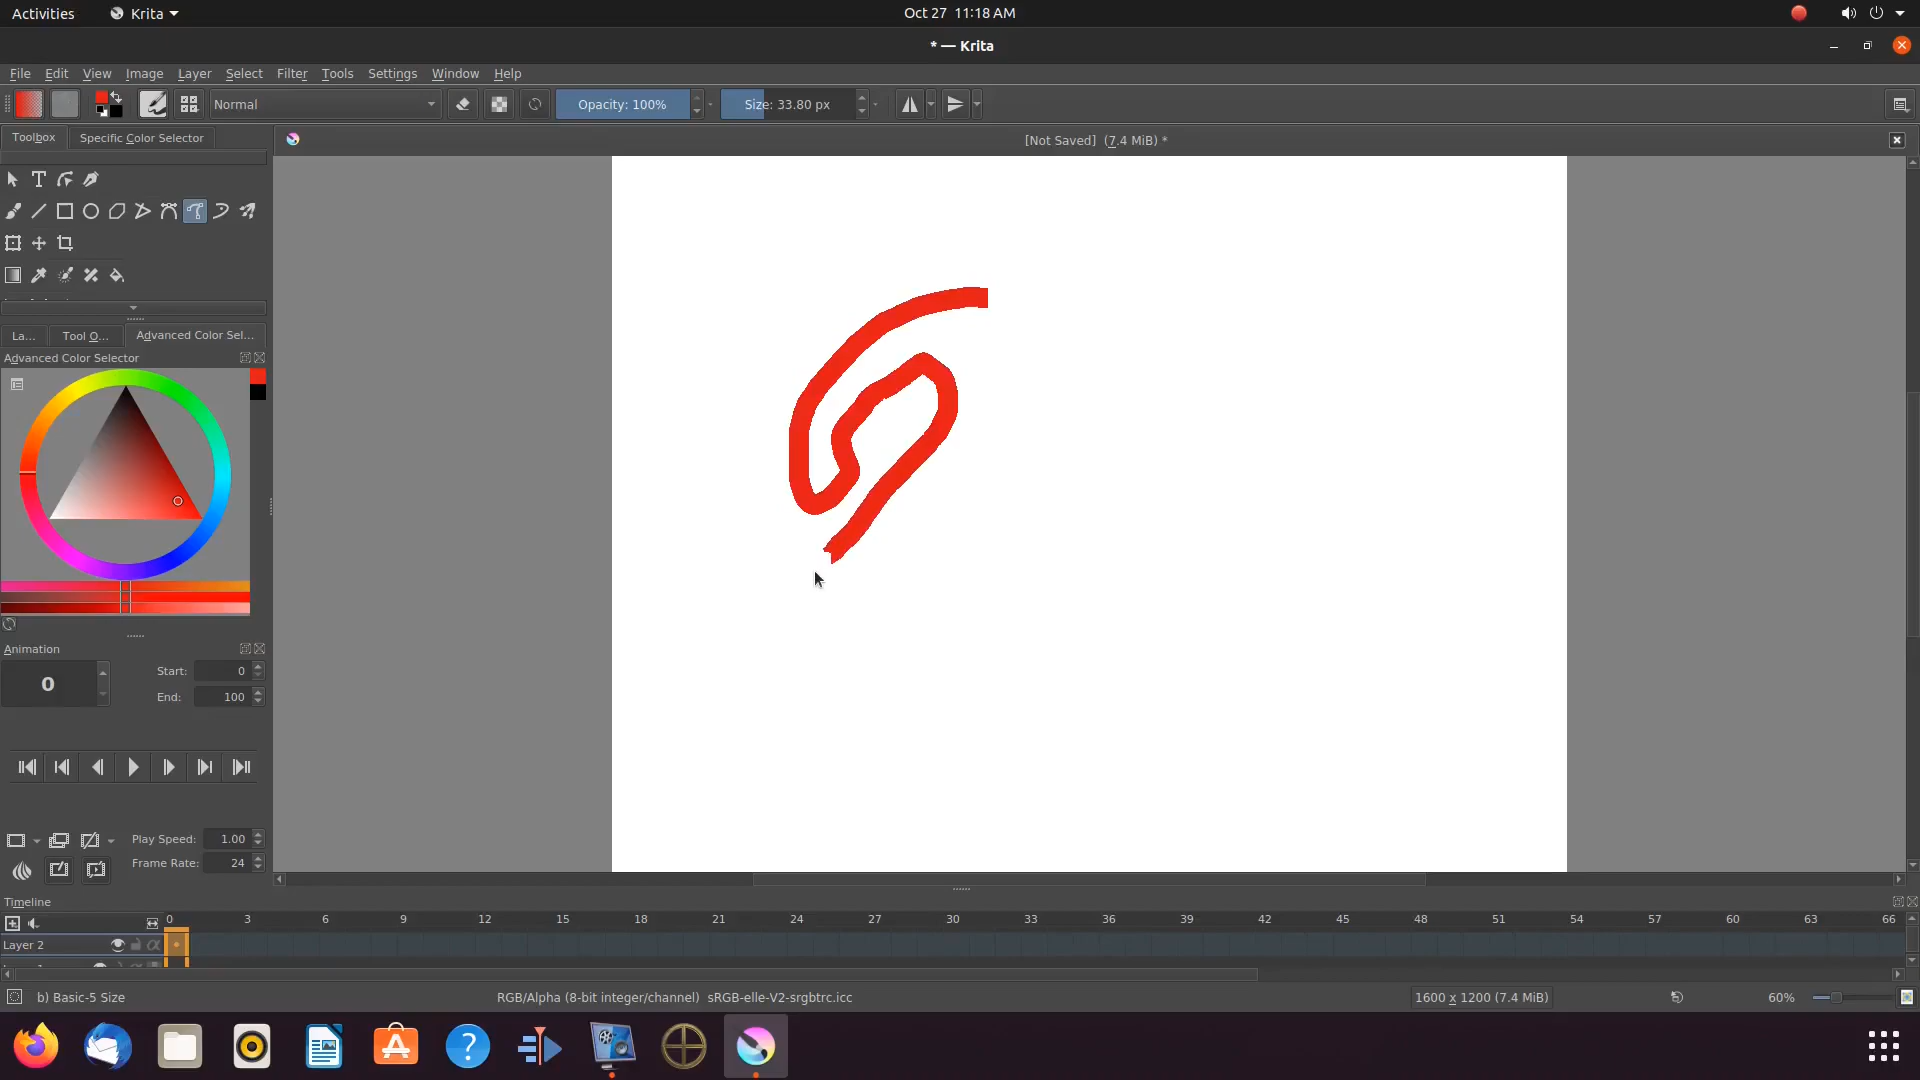 Activities Krita Oct 27 11:18 AM
* — Krita
File Edit View Image Layer Select Filter Tools Settings Window Help
Normal Opacity: 100% Size: 33.80 px
Toolbox Specific Color Selector [Not Saved] (7.4 MiB) *
La... Tool O... Advanced Color Sel...
Advanced Color Selector
Animation
0 Start: 0
End: 100
Play Speed: 1.00
Frame Rate: 24
Timeline
0 3 6 9 12 15 18 21 24 27 30 33 36 39 42 45 48 51 54 57 60 63 66
Layer 2
b) Basic-5 Size RGB/Alpha (8-bit integer/channel) sRGB-elle-V2-srgbtrc.icc 1600 x 1200 (7.4 MiB) 60%